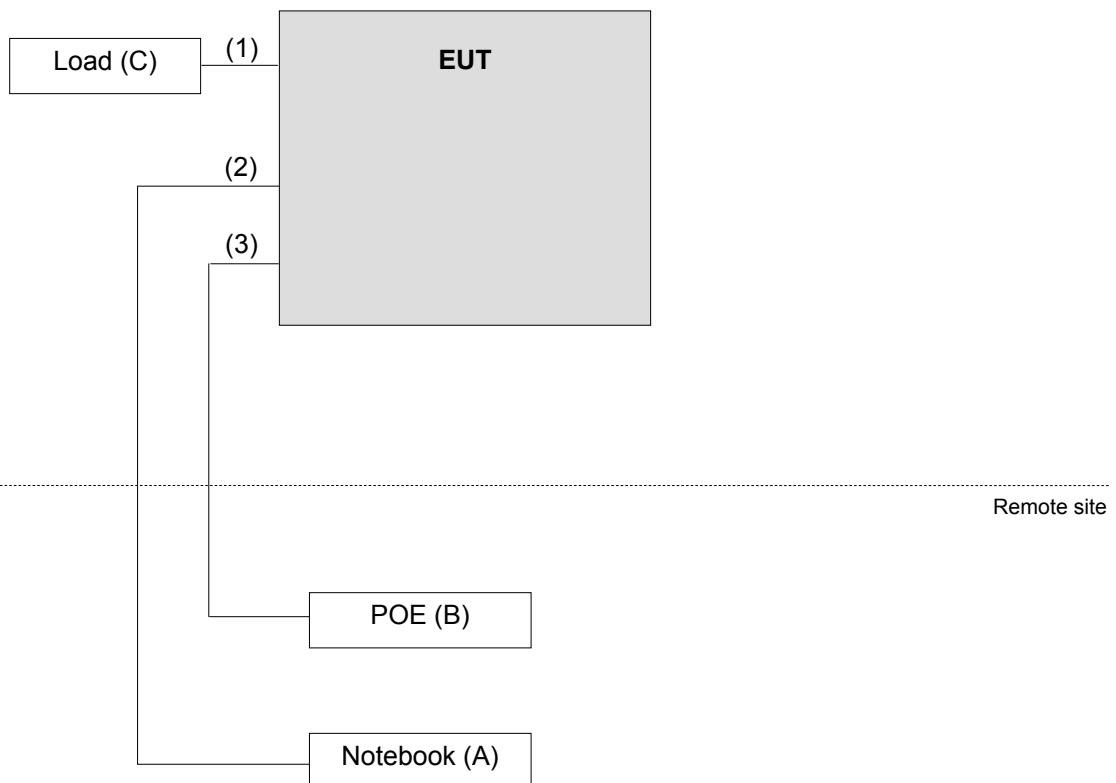 Load (C)
(1)
EUT
(2)
(3)
Remote site
POE (B)
Notebook (A)